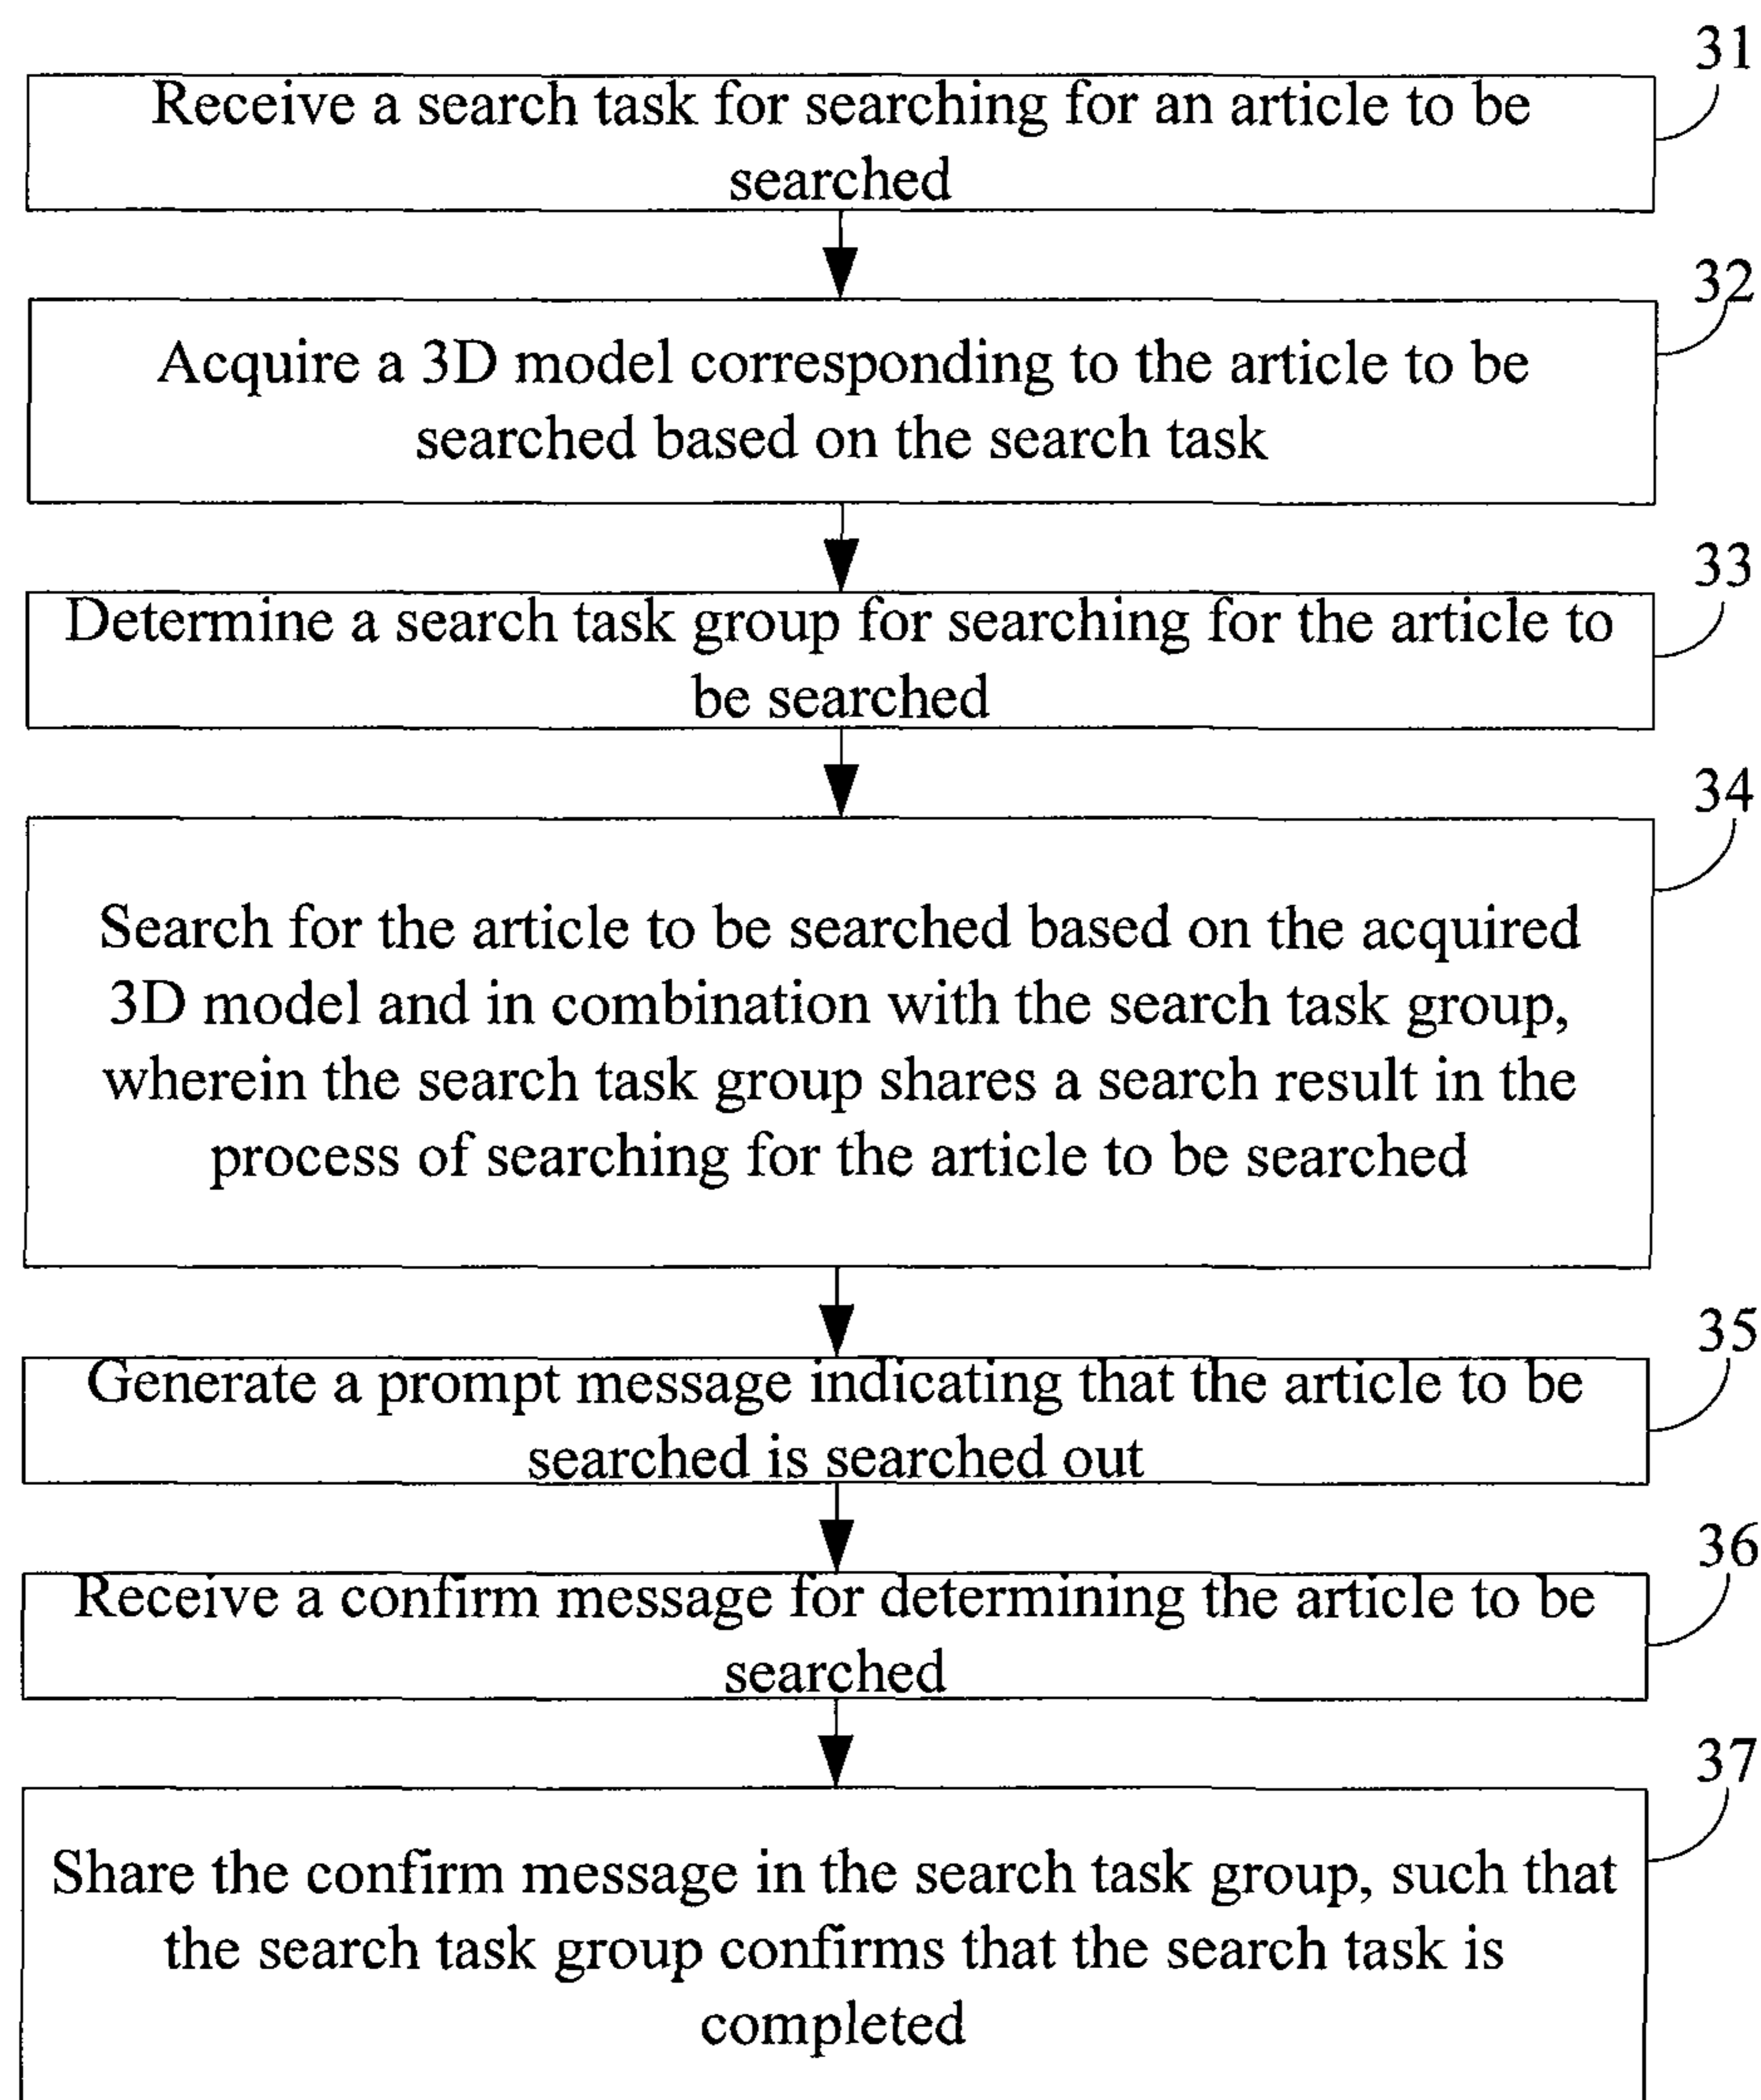 31
Receive a search task for searching for an article to be
searched
32
Acquire a 3D model corresponding to the article to be
searched based on the search task
33
Determine a search task group for searching for the article to
be searched
34
Search for the article to be searched based on the acquired
3D model and in combination with the search task group,
wherein the search task group shares a search result in the
process of searching for the article to be searched
35
Generate a prompt message indicating that the article to be
searched is searched out
36
Receive a confirm message for determining the article to be
searched
37
Share the confirm message in the search task group, such that
the search task group confirms that the search task is
completed